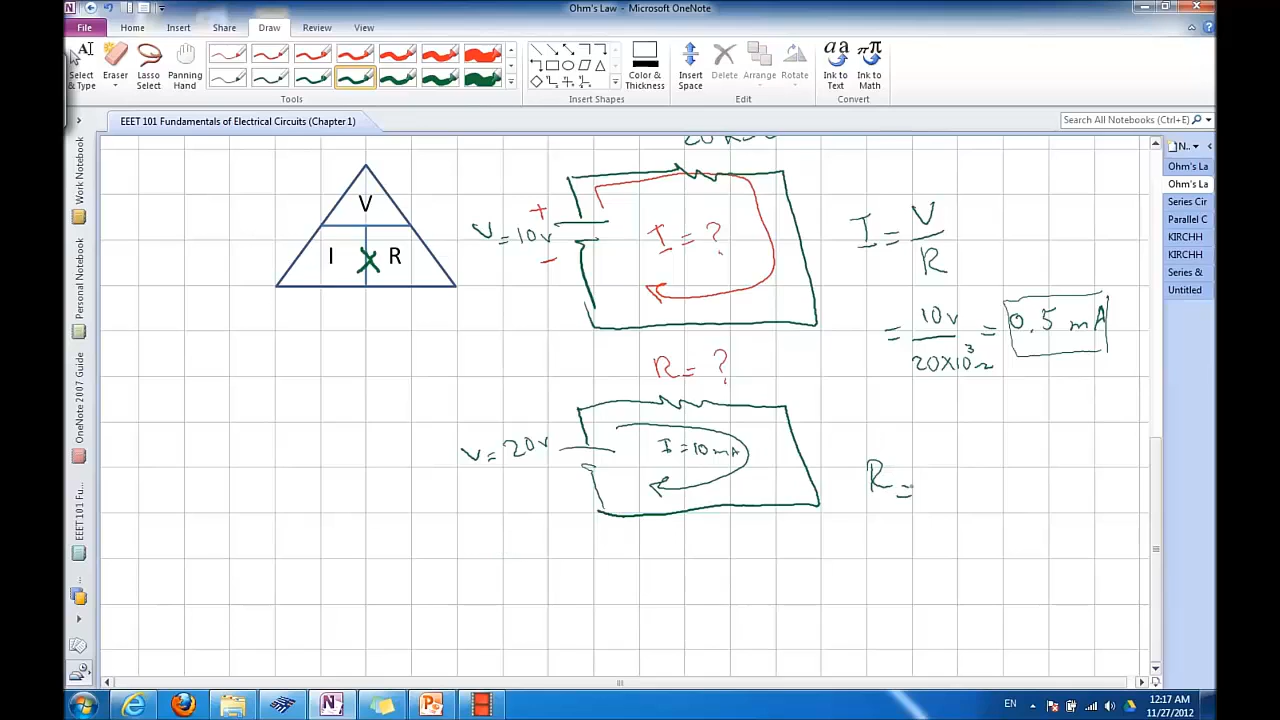 Ohm's Law - Microsoft OneNote
File Home Insert Share Draw Review View
Select & Type
Eraser
Lasso Select
Panning Hand
Color & Thickness
Insert Space
Delete
Arrange
Rotate
Ink to Text
Ink to Math
Tools
Insert Shapes
Edit
Convert
EEET 101 Fundamentals of Electrical Circuits (Chapter 1)
Search All Notebooks (Ctrl+E)
Work Notebook
Personal Notebook
OneNote 2007 Guide
EEET 101 Fu...
N..
Ohm's La
Ohm's La
Series Cir
Parallel C
KIRCHH
KIRCHH
Series &
Untitled
V
I X R
V = 10v
+
−
I = ?
I = V / R
= 10v / 20×10³Ω = 0.5 mA
R = ?
V = 20v
I = 10 mA
R =
EN
12:17 AM
11/27/2012